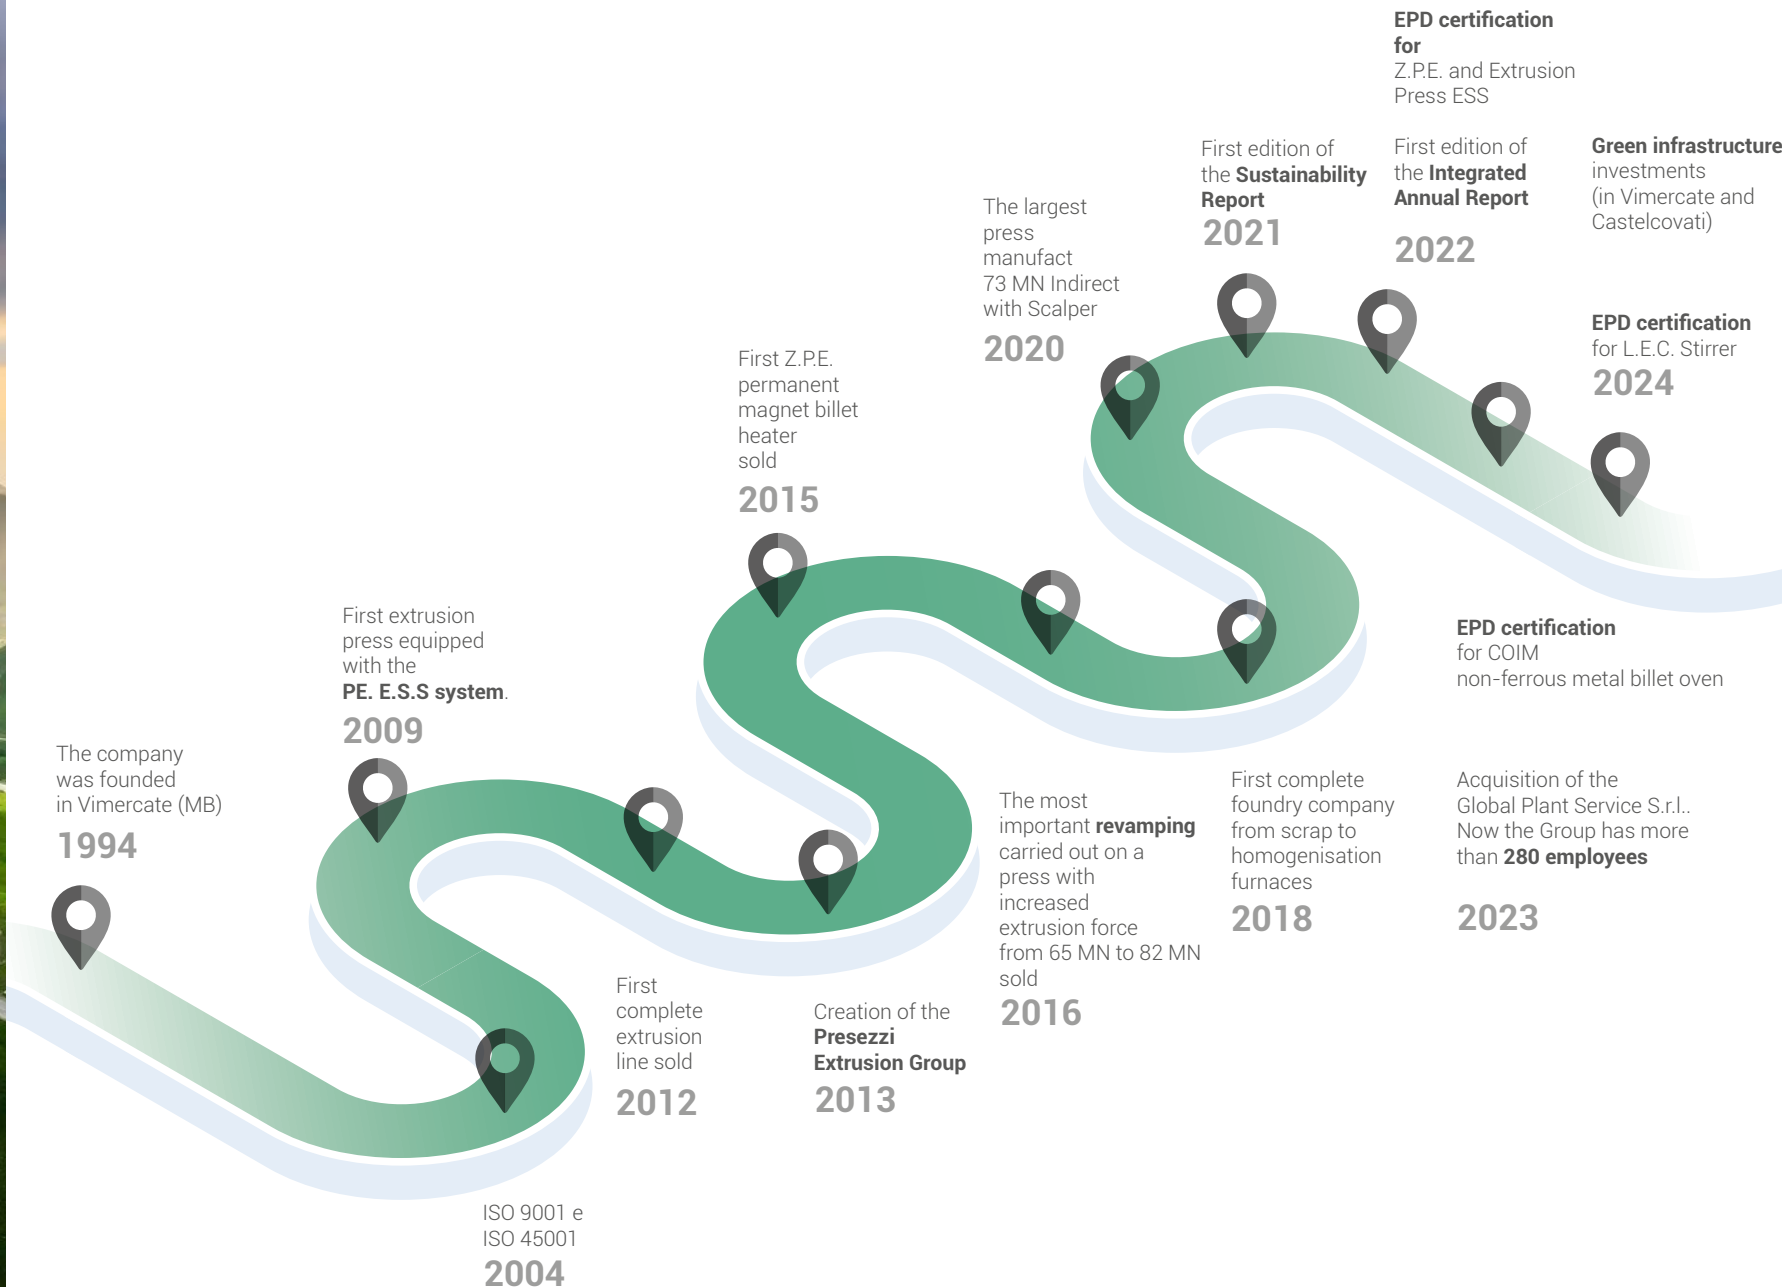 The company
was founded
in Vimercate (MB)
1994
ISO 9001 e
ISO 45001
2004
First extrusion
press equipped
with the
PE. E.S.S system.
2009
First
complete
extrusion
line sold
2012
Creation of the
Presezzi
Extrusion Group
2013
First Z.P.E.
permanent
magnet billet
heater
sold
2015
The most
important revamping
carried out on a
press with
increased
extrusion force
from 65 MN to 82 MN
sold
2016
First complete
foundry company
from scrap to
homogenisation
furnaces
2018
The largest
press
manufact
73 MN Indirect
with Scalper
2020
First edition of
the Sustainability
Report
2021
EPD certification
for
Z.P.E. and Extrusion
Press ESS
First edition of
the Integrated
Annual Report
2022
EPD certification
for COIM
non-ferrous metal billet oven
Acquisition of the
Global Plant Service S.r.l..
Now the Group has more
than 280 employees
2023
Green infrastructure
investments
(in Vimercate and
Castelcovati)
EPD certification
for L.E.C. Stirrer
2024